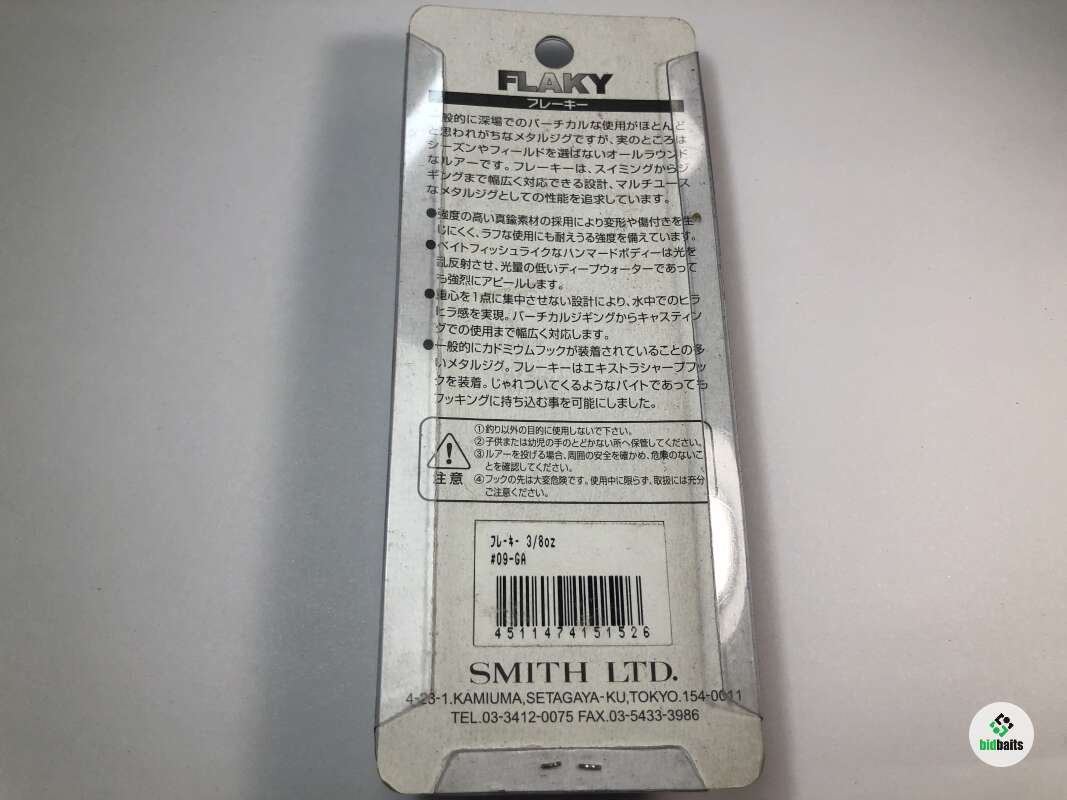 FLAKY
フレーキー
一般的に深場でのバーチカルな使用がほとんど
と思われがちなメタルジグですが、実のところは
シーズンやフィールドを選ばないオールラウンド
なルアーです。フレーキーは、スイミングからジ
ギングまで幅広く対応できる設計、マルチユース
なメタルジグとしての性能を追求しています。
●強度の高い真鍮素材の採用により変形や傷付きを生
じにくく、ラフな使用にも耐えうる強度を備えています。
●ベイトフィッシュライクなハンマードボディーは光を
乱反射させ、光量の低いディープウォーターであって
も強烈にアピールします。
●重心を1点に集中させない設計により、水中でのヒラ
ヒラ感を実現。バーチカルジギングからキャスティン
グでの使用まで幅広く対応します。
●一般的にカドミウムフックが装着されていることの多
いメタルジグ。フレーキーはエキストラシャープフッ
クを装着。じゃれついてくるようなバイトであっても
フッキングに持ち込む事を可能にしました。
注意
①釣り以外の目的に使用しないで下さい。
②子供または幼児の手のとどかない所へ保管してください。
③ルアーを投げる場合、周囲の安全を確かめ、危険のないこ
とを確認してください。
④フックの先は大変危険です。使用中に限らず、取扱には充分
ご注意ください。
フレーキー 3/8oz
#09-GA
4511474151526
SMITH LTD.
4-23-1.KAMIUMA,SETAGAYA-KU,TOKYO.154-0011
TEL.03-3412-0075 FAX.03-5433-3986
bidbaits